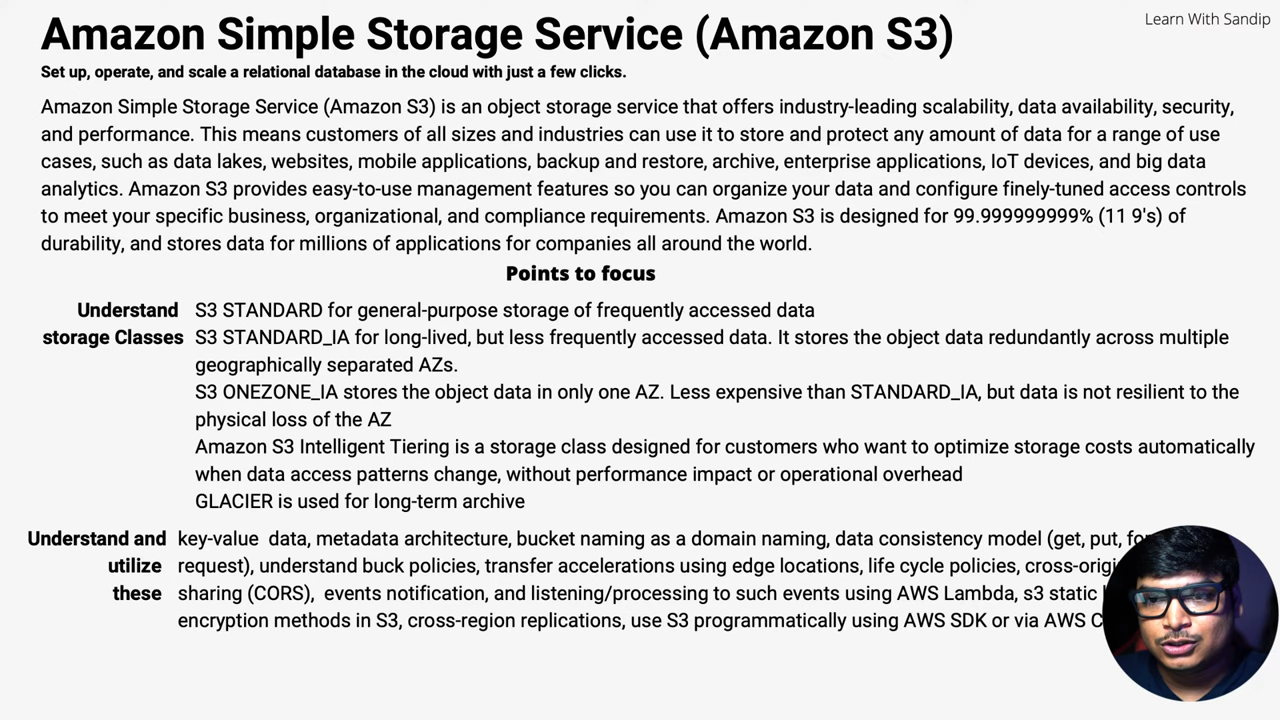 Learn With Sandip
Amazon Simple Storage Service (Amazon S3)
Set up, operate, and scale a relational database in the cloud with just a few clicks.
Amazon Simple Storage Service (Amazon S3) is an object storage service that offers industry-leading scalability, data availability, security,
and performance. This means customers of all sizes and industries can use it to store and protect any amount of data for a range of use
cases, such as data lakes, websites, mobile applications, backup and restore, archive, enterprise applications, IoT devices, and big data
analytics. Amazon S3 provides easy-to-use management features so you can organize your data and configure finely-tuned access controls
to meet your specific business, organizational, and compliance requirements. Amazon S3 is designed for 99.999999999% (11 9's) of
durability, and stores data for millions of applications for companies all around the world.
Points to focus
Understand S3 STANDARD for general-purpose storage of frequently accessed data
storage Classes S3 STANDARD_IA for long-lived, but less frequently accessed data. It stores the object data redundantly across multiple
geographically separated AZs.
S3 ONEZONE_IA stores the object data in only one AZ. Less expensive than STANDARD_IA, but data is not resilient to the
physical loss of the AZ
Amazon S3 Intelligent Tiering is a storage class designed for customers who want to optimize storage costs automatically
when data access patterns change, without performance impact or operational overhead
GLACIER is used for long-term archive
Understand and key-value data, metadata architecture, bucket naming as a domain naming, data consistency model (get, put,
utilize request), understand buck policies, transfer accelerations using edge locations, life cycle policies,
these sharing (CORS), events notification, and listening/processing to such events using AWS Lambda, s3 static
encryption methods in S3, cross-region replications, use S3 programmatically using AWS SDK or via AWS